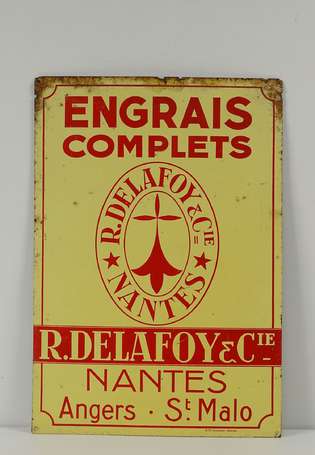 ENGRAIS
COMPLETS
R. DELAFOY & CIE
NANTES
R. DELAFOY & CIE
NANTES
Angers · St Malo